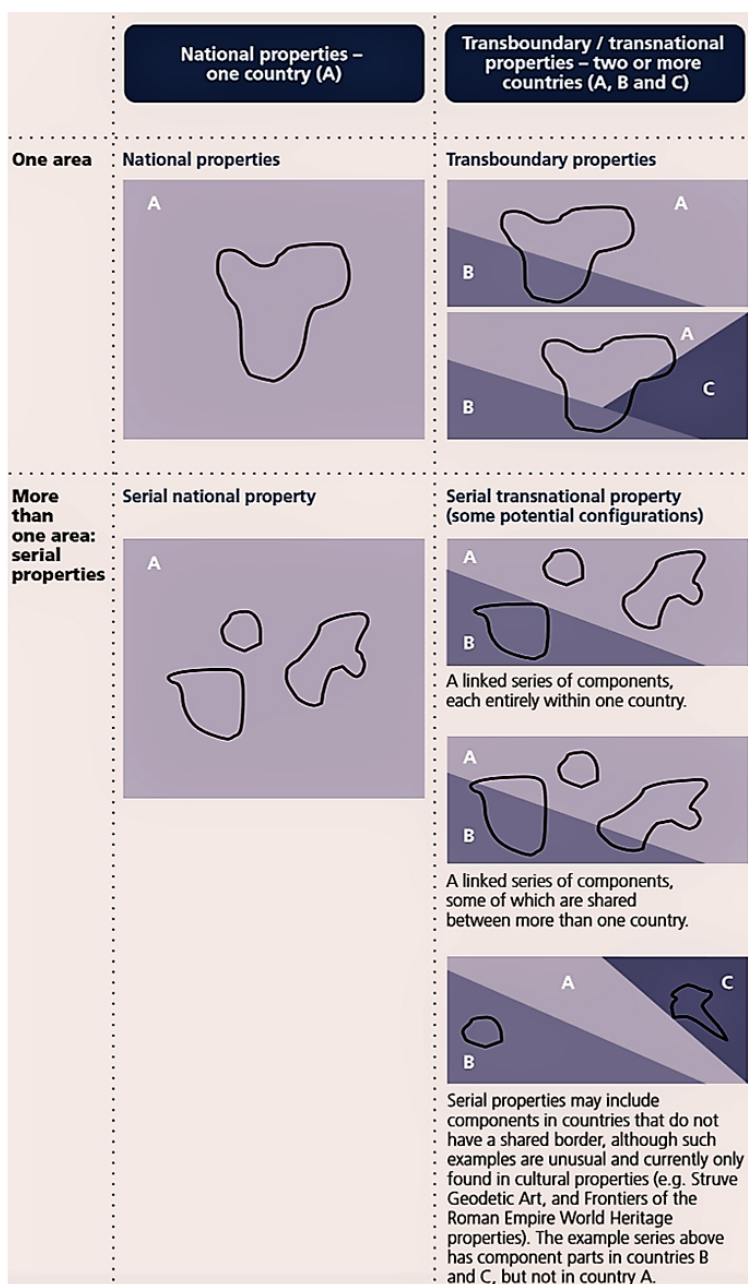 National properties –
one country (A)
Transboundary / transnational
properties – two or more
countries (A, B and C)
One area
National properties
A
Transboundary properties
A
B
A
B
C
More
than
one area:
serial
properties
Serial national property
A
Serial transnational property
(some potential configurations)
A
B
A linked series of components,
each entirely within one country.
A
B
A linked series of components,
some of which are shared
between more than one country.
A
C
B
Serial properties may include
components in countries that do not
have a shared border, although such
examples are unusual and currently only
found in cultural properties (e.g. Struve
Geodetic Art, and Frontiers of the
Roman Empire World Heritage
properties). The example series above
has component parts in countries B
and C, but not in country A.